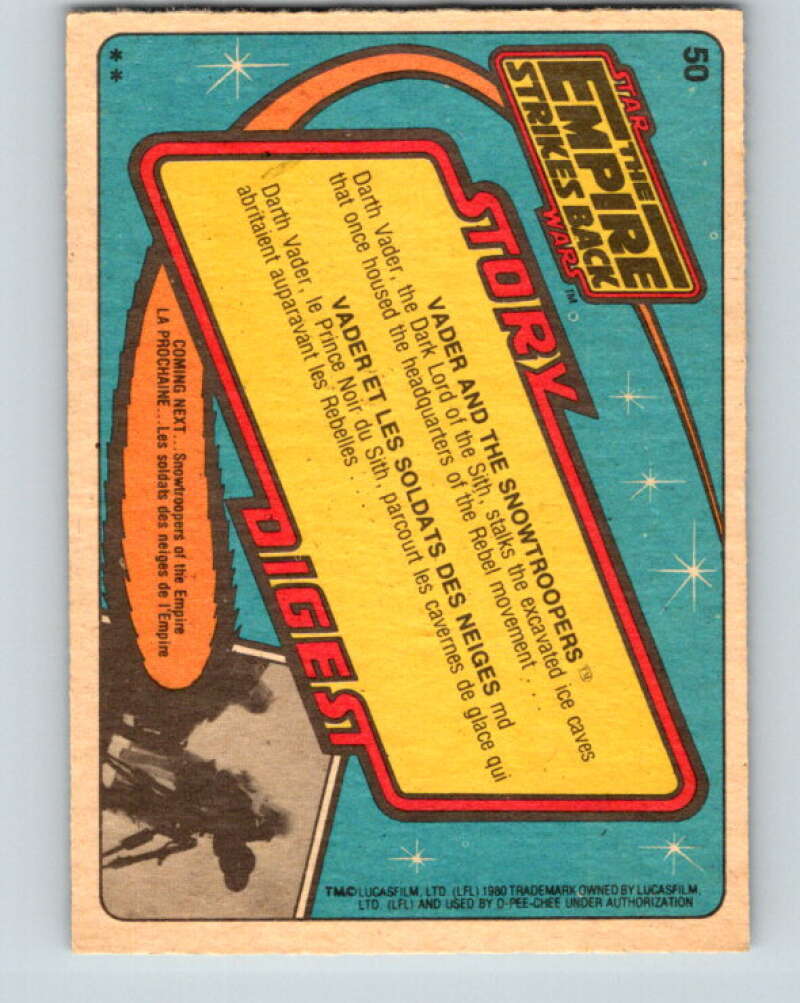 50
STAR
THE
EMPIRE
STRIKES BACK
WARS™
STORY
VADER AND THE SNOWTROOPERS™
Darth Vader, the Dark Lord of the Sith, stalks the excavated ice caves
that once housed the headquarters of the Rebel movement . . .
VADER ET LES SOLDATS DES NEIGES md
Darth Vader, le Prince Noir du Sith, parcourt les cavernes de glace qui
abritaient auparavant les Rebelles . . .
DIGEST
COMING NEXT...Snowtroopers of the Empire
LA PROCHAINE...Les soldats des neiges de l'Empire
TM©LUCASFILM, LTD. (LFL) 1980 TRADEMARK OWNED BY LUCASFILM,
LTD. (LFL) AND USED BY O-PEE-CHEE UNDER AUTHORIZATION
**